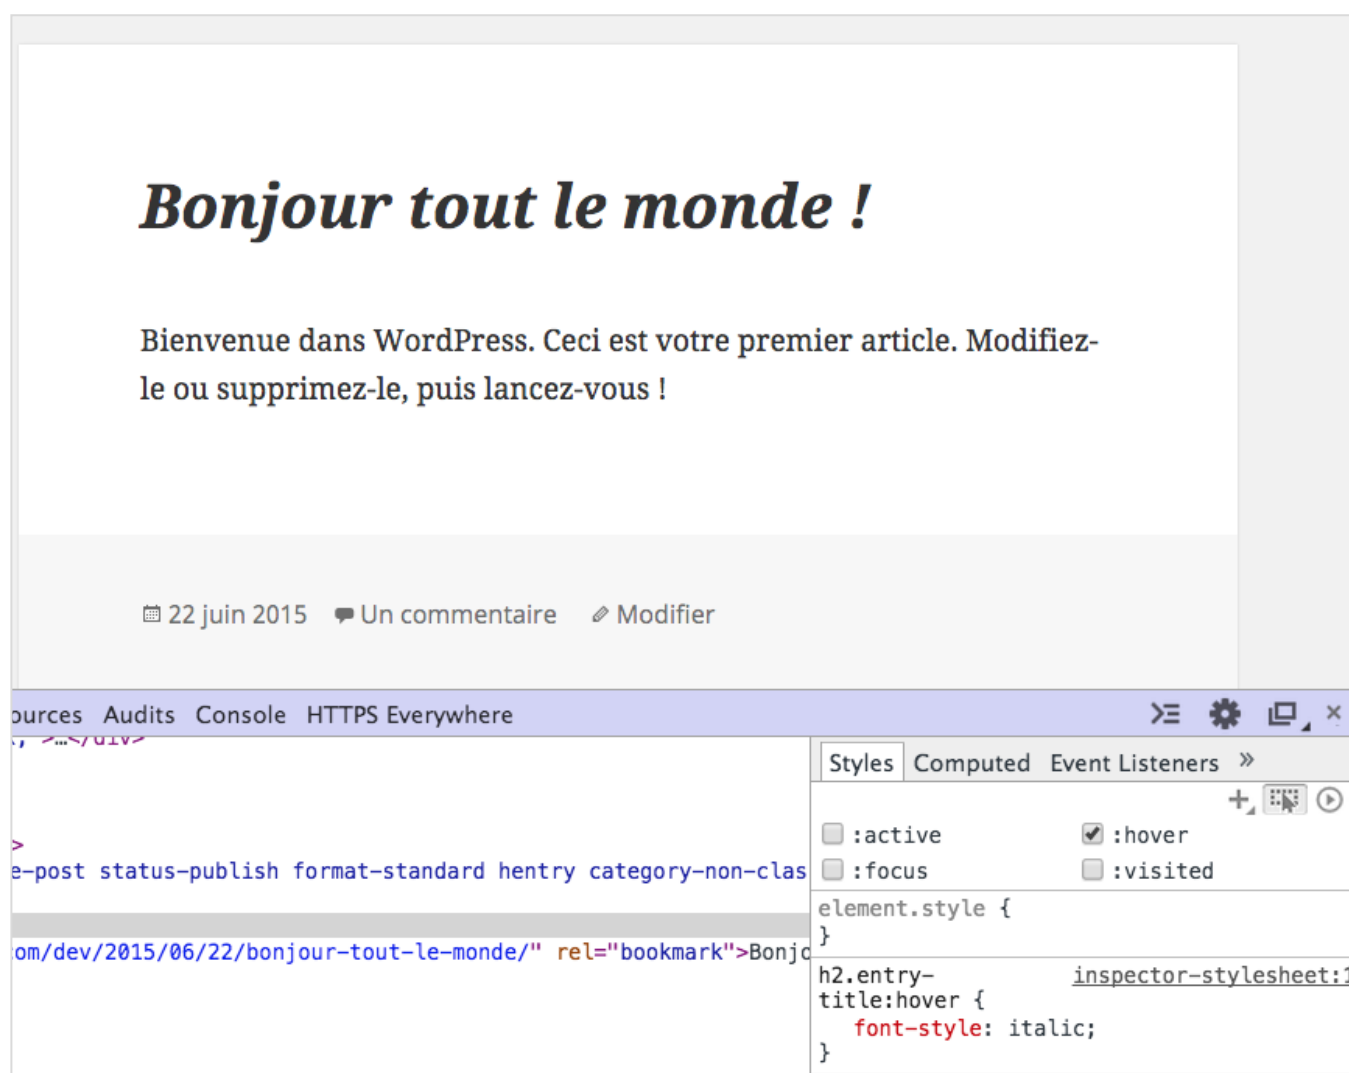 Bonjour tout le monde !
Bienvenue dans WordPress. Ceci est votre premier article. Modifiez-
le ou supprimez-le, puis lancez-vous !
22 juin 2015 Un commentaire Modifier
ources Audits Console HTTPS Everywhere
>…</div>
>
e-post status-publish format-standard hentry category-non-clas
om/dev/2015/06/22/bonjour-tout-le-monde/" rel="bookmark">Bonjo
Styles Computed Event Listeners »
:active :hover
:focus :visited
element.style {
}
h2.entry- inspector-stylesheet:1
title:hover {
font-style: italic;
}